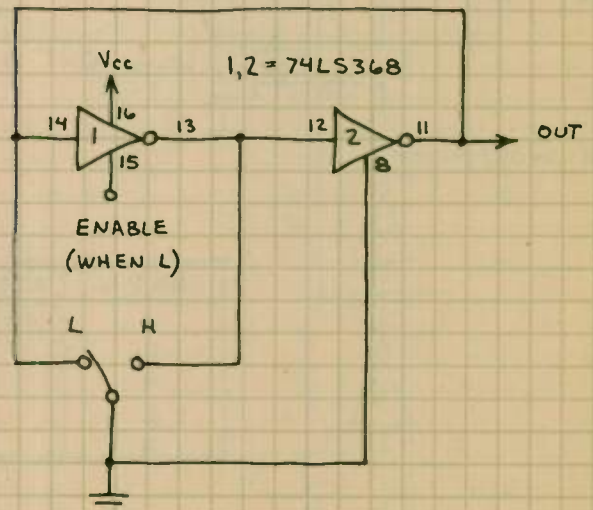 Vcc
1,2 = 74LS368
16
14 1 13 12 2 11 OUT
15 8
ENABLE
(WHEN L)
L H